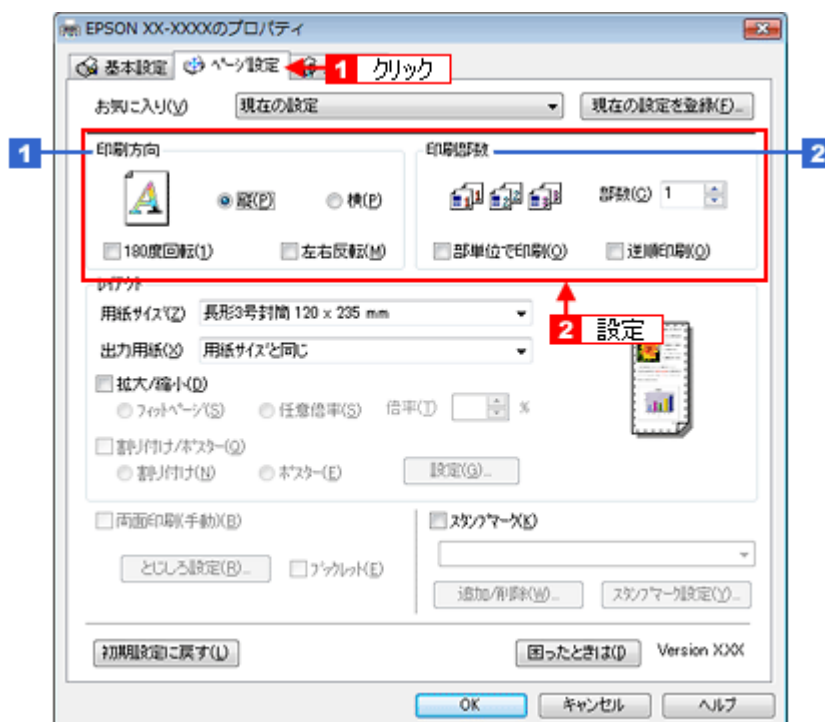 EPSON XX-XXXXのプロパティ
基本設定 ページ設定 1 クリック
お気に入り(V) 現在の設定 現在の設定を登録(F)...
1 印刷方向 印刷部数 2
縦(P) 横(P) 部数(C) 1
180度回転(1) 左右反転(M) 部単位で印刷(O) 逆順印刷(O)
レイアウト
用紙サイズ(Z) 長形3号封筒 120 x 235 mm 2 設定
出力用紙(X) 用紙サイズと同じ
拡大/縮小(D)
フィットページ(S) 任意倍率(S) 倍率(T) %
割り付け/ポスター(Q)
割り付け(N) ポスター(E) 設定(G)...
両面印刷(手動)(B) スタンプマーク(K)
とじしろ設定(R)... ブックレット(E)
追加/削除(W)... スタンプマーク設定(Y)...
初期設定に戻す(L) 困ったときは(I) Version XXX
OK キャンセル ヘルプ